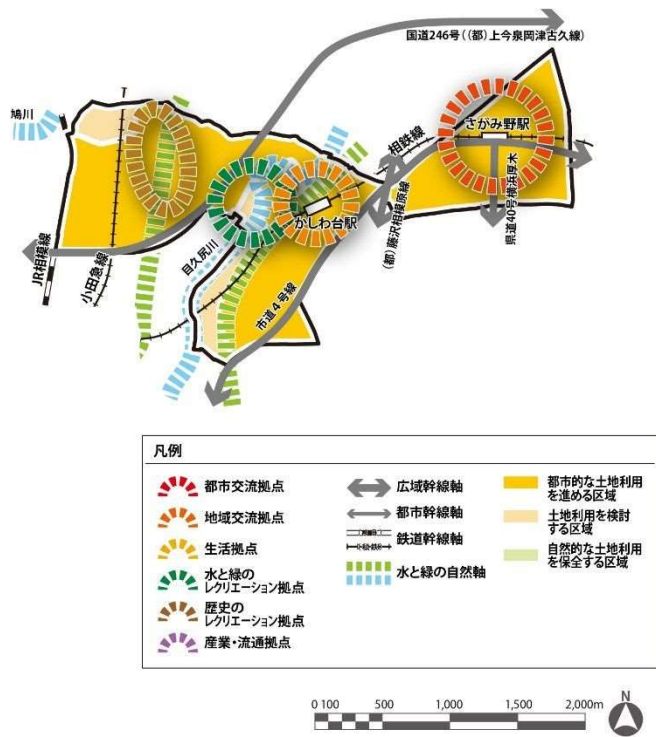 国道246号((都)上今泉岡津古久線)
鳩川
さがみ野駅
相鉄線
かしわ台駅
(都)藤沢相模原線
県道40号横浜厚木
目久尻川
JR相模線
小田急線
市道4号線
凡例
都市交流拠点
地域交流拠点
生活拠点
水と緑の
レクリエーション拠点
歴史の
レクリエーション拠点
産業・流通拠点
広域幹線軸
都市幹線軸
鉄道幹線軸
水と緑の自然軸
都市的な土地利用
を進める区域
土地利用を検討
する区域
自然的な土地利用
を保全する区域
0 100 500 1,000 1,500 2,000m
N